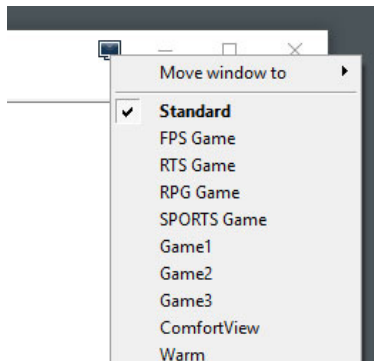 Move window to
Standard
FPS Game
RTS Game
RPG Game
SPORTS Game
Game1
Game2
Game3
ComfortView
Warm